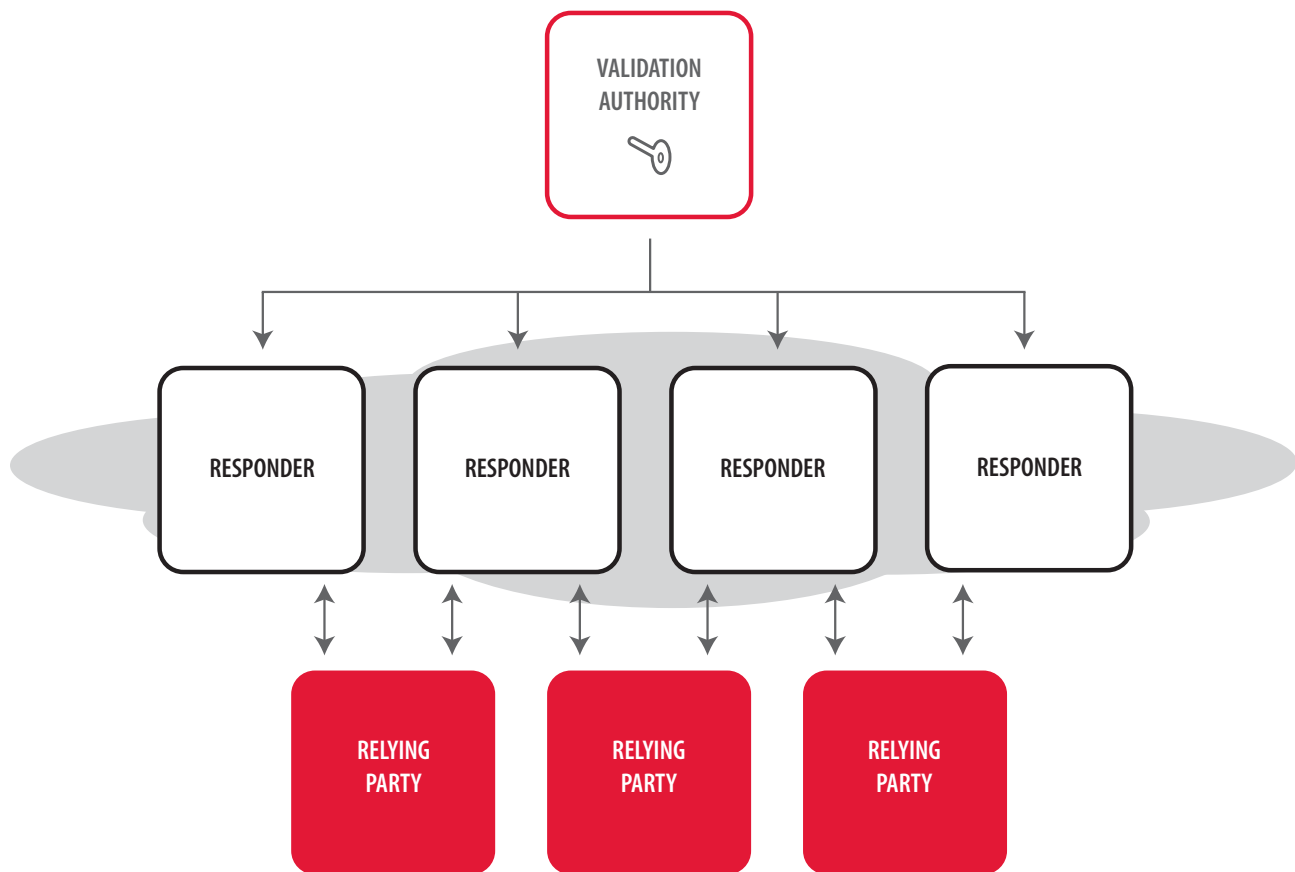 VALIDATION
AUTHORITY
RESPONDER
RESPONDER
RESPONDER
RESPONDER
RELYING
PARTY
RELYING
PARTY
RELYING
PARTY